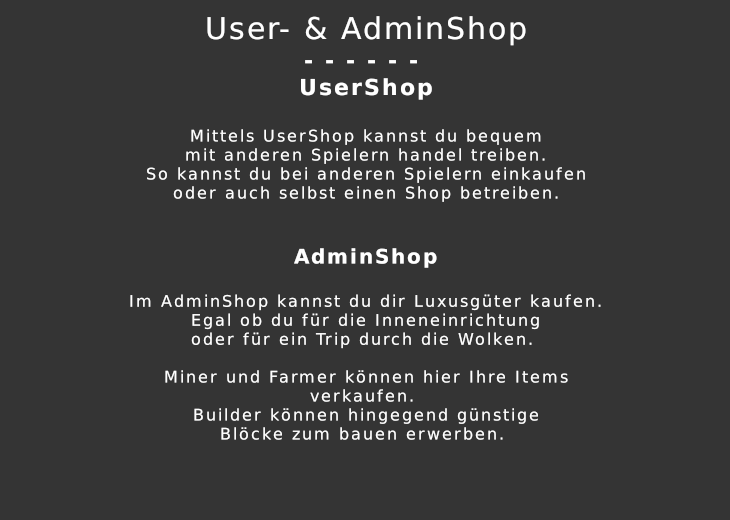 User- & AdminShop
- - - - - -
UserShop
Mittels UserShop kannst du bequem
mit anderen Spielern handel treiben.
So kannst du bei anderen Spielern einkaufen
oder auch selbst einen Shop betreiben.
AdminShop
Im AdminShop kannst du dir Luxusgüter kaufen.
Egal ob du für die Inneneinrichtung
oder für ein Trip durch die Wolken.
Miner und Farmer können hier Ihre Items
verkaufen.
Builder können hingegend günstige
Blöcke zum bauen erwerben.